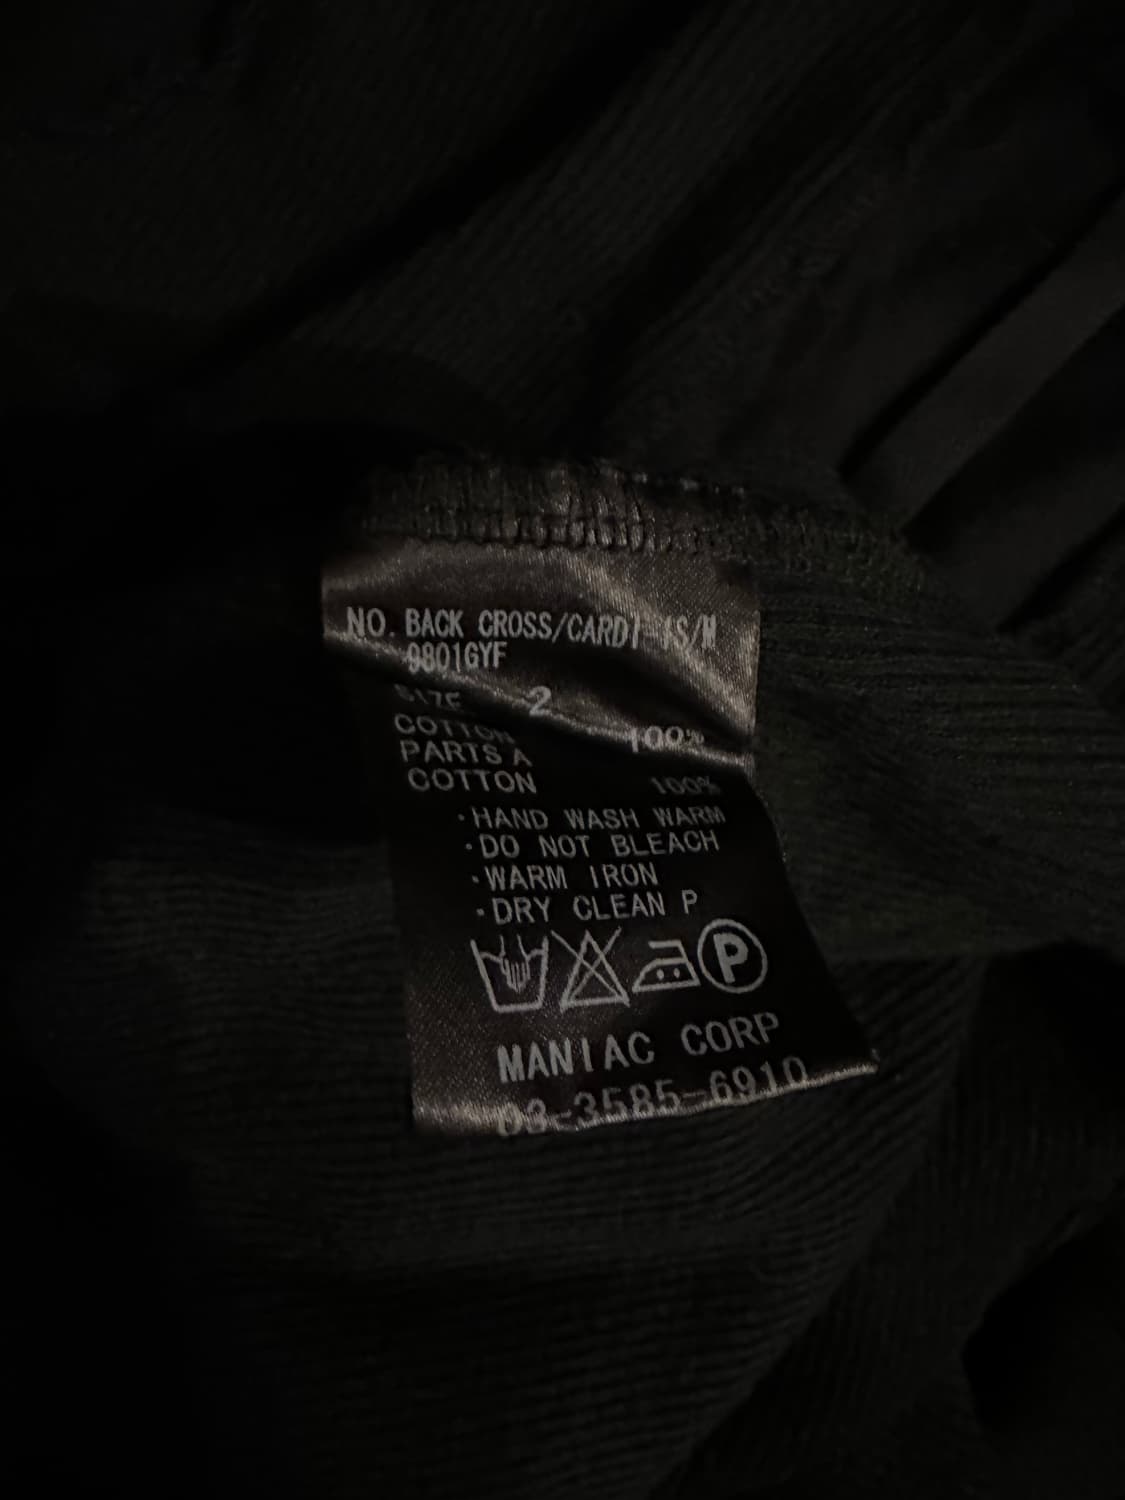 NO. BACK CROSS/CARDI (S/M
9801GYF
SIZE 2
COTTON 100%
PARTS A
COTTON 100%
・HAND WASH WARM
・DO NOT BLEACH
・WARM IRON
・DRY CLEAN P
P
MANIAC CORP
03-3585-6910